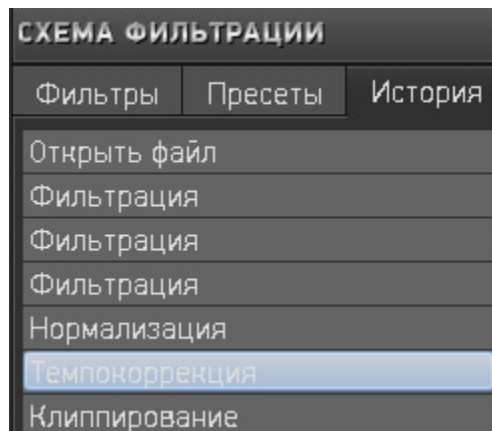 СХЕМА ФИЛЬТРАЦИИ
Фильтры Пресеты История
Открыть файл
Фильтрация
Фильтрация
Фильтрация
Нормализация
Темпокоррекция
Клиппирование